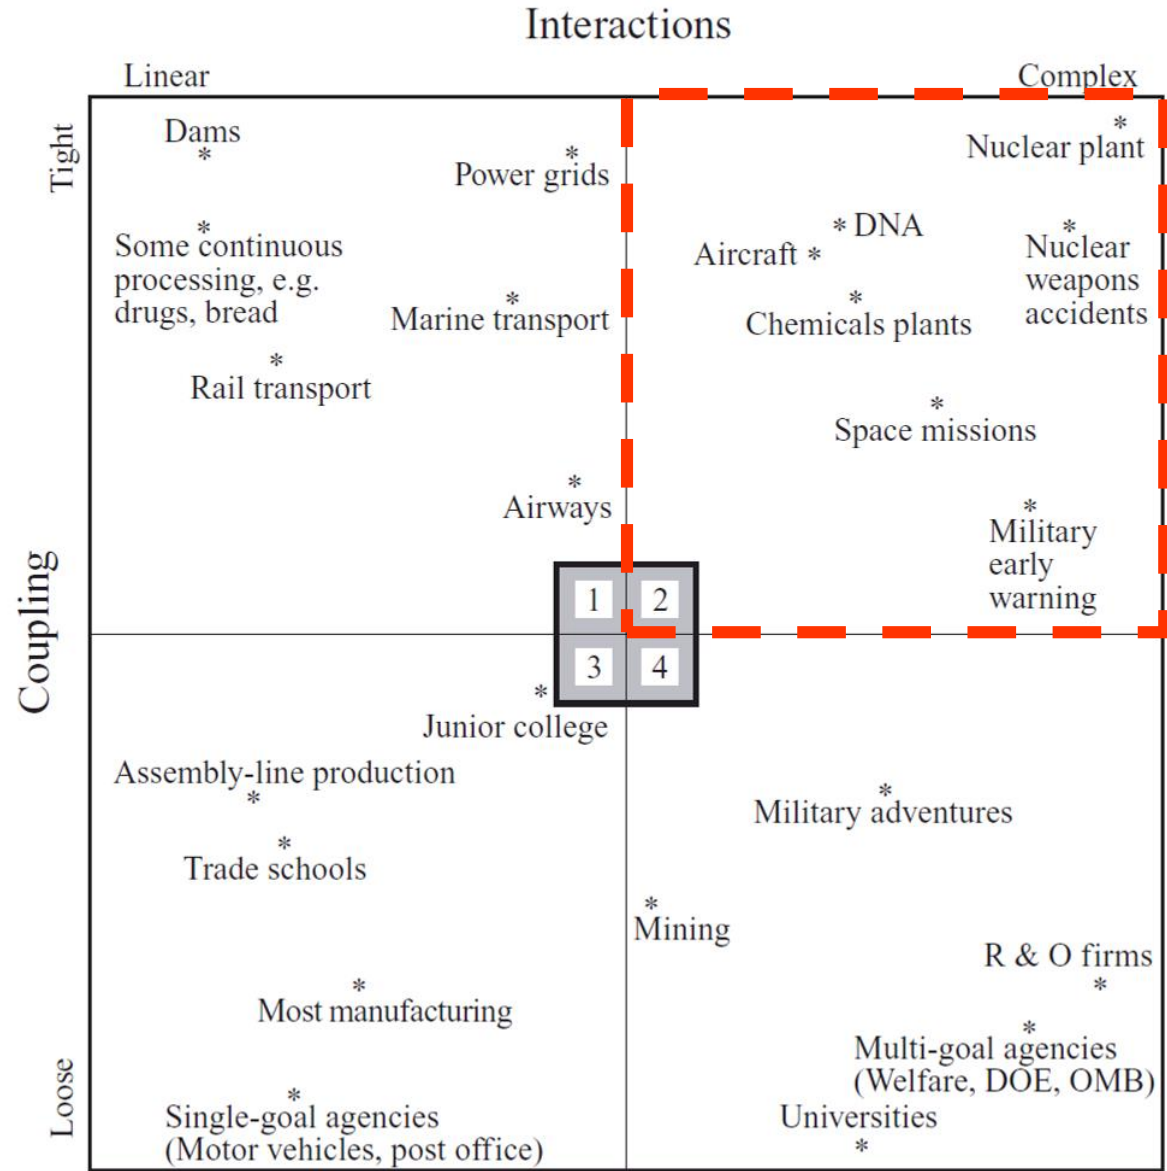 Interactions
Linear
Complex
Tight
Coupling
Loose
Dams
*
Power grids
*
Some continuous
processing, e.g.
drugs, bread
*
Marine transport
*
Rail transport
*
Airways
*
Nuclear plant
*
* DNA
Aircraft *
Nuclear
weapons
accidents
*
Chemicals plants
*
Space missions
*
Military
early
warning
*
1
2
3
4
Junior college
*
Assembly-line production
*
Trade schools
*
Most manufacturing
*
Single-goal agencies
(Motor vehicles, post office)
*
Military adventures
*
Mining
*
R & O firms
*
Multi-goal agencies
(Welfare, DOE, OMB)
*
Universities
*